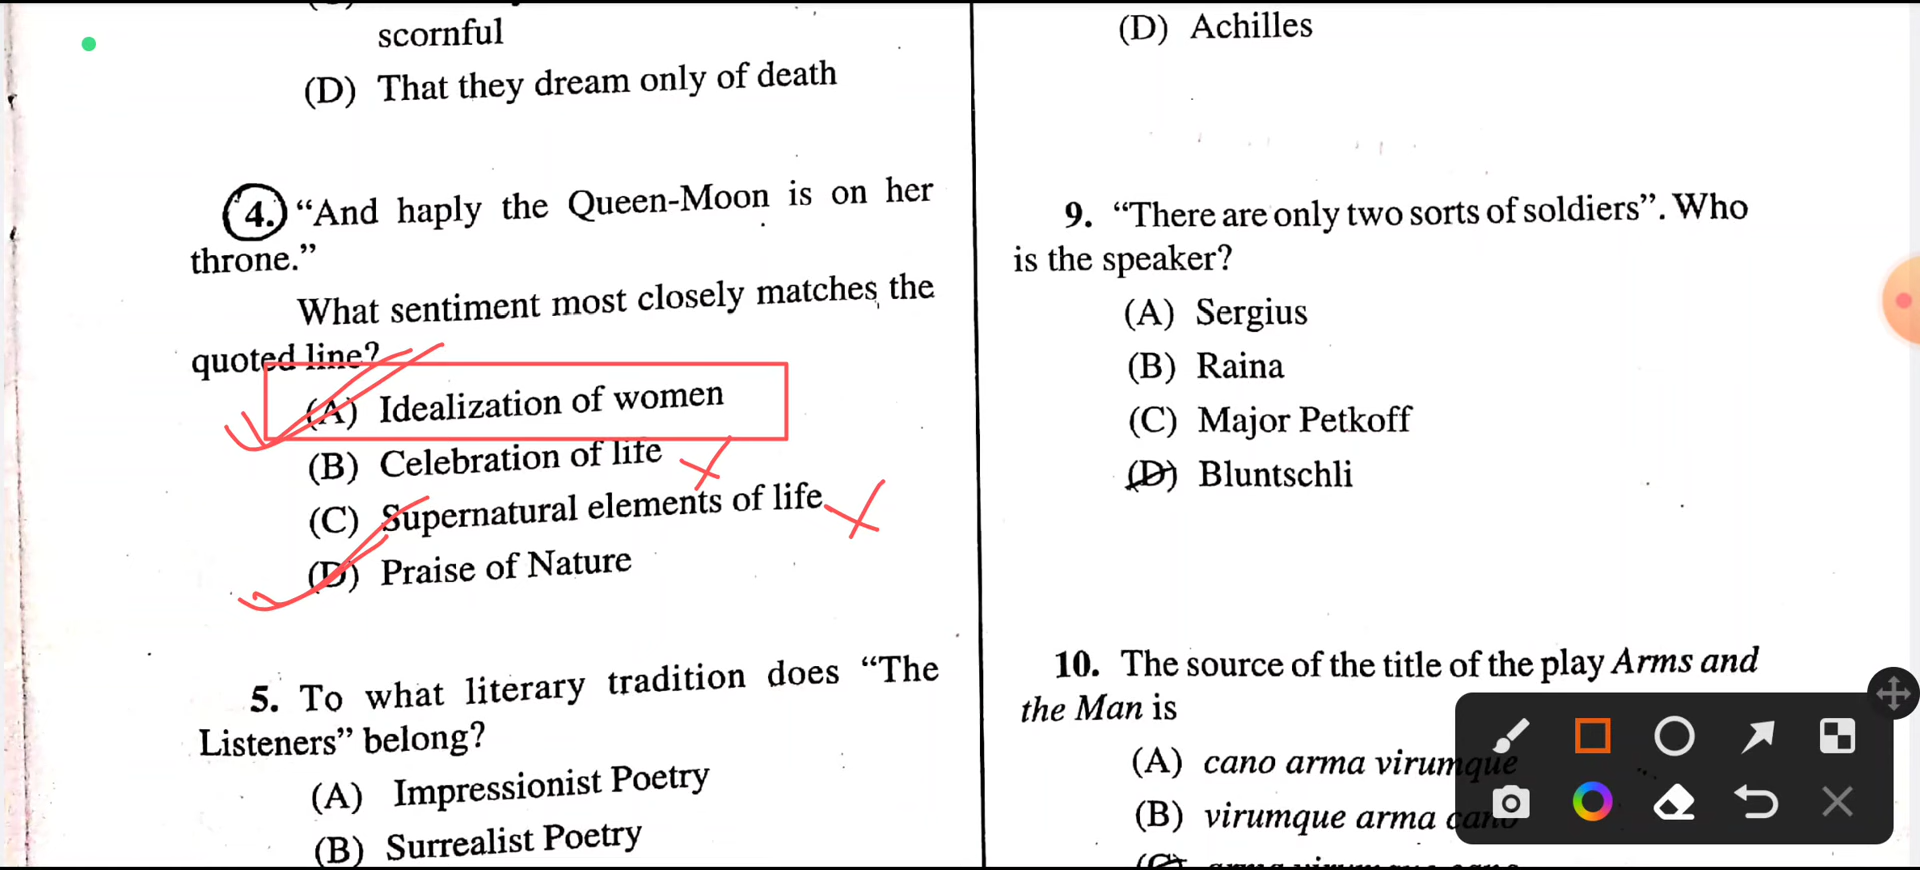 scornful
(D) That they dream only of death
4. “And haply the Queen-Moon is on her
throne.”
What sentiment most closely matches the
quoted line?
(A) Idealization of women
(B) Celebration of life
(C) Supernatural elements of life
(D) Praise of Nature
5. To what literary tradition does “The
Listeners” belong?
(A) Impressionist Poetry
(B) Surrealist Poetry
(D) Achilles
9. “There are only two sorts of soldiers”. Who
is the speaker?
(A) Sergius
(B) Raina
(C) Major Petkoff
(D) Bluntschli
10. The source of the title of the play Arms and
the Man is
(A) cano arma virumque
(B) virumque arma cano